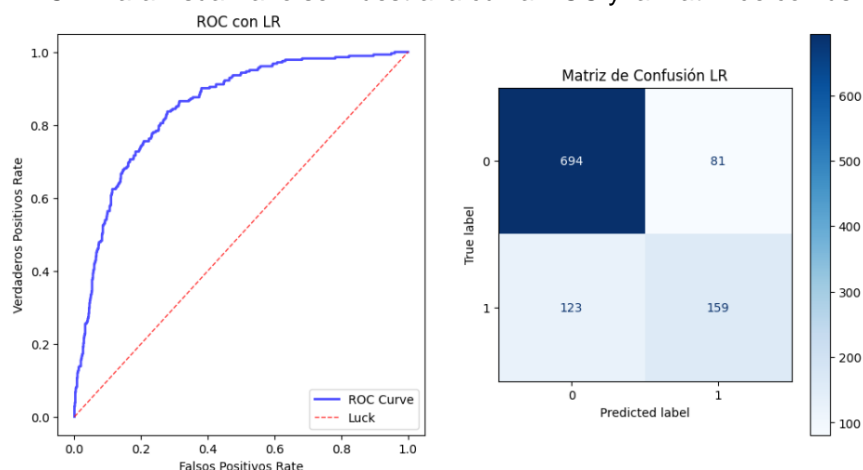 ROC con LR
1.0
0.8
0.6
0.4
0.2
0.0
Verdaderos Positivos Rate
0.0 0.2 0.4 0.6 0.8 1.0
Falsos Positivos Rate
ROC Curve
Luck
Matriz de Confusión LR
True label
0
694 81
1
123 159
0 1
Predicted label
600
500
400
300
200
100